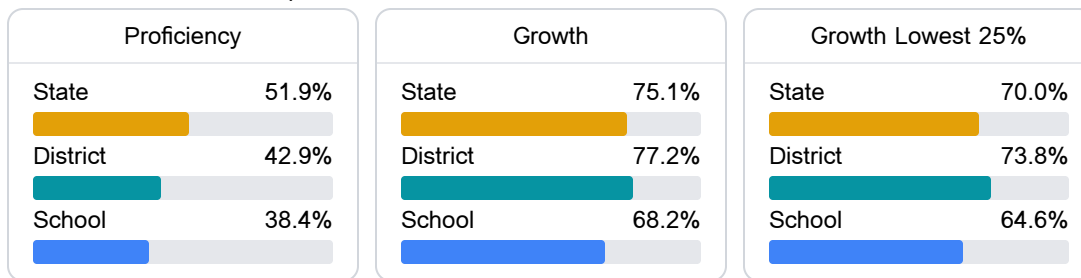 Proficiency
State 51.9%
District 42.9%
School 38.4%
Growth
State 75.1%
District 77.2%
School 68.2%
Growth Lowest 25%
State 70.0%
District 73.8%
School 64.6%